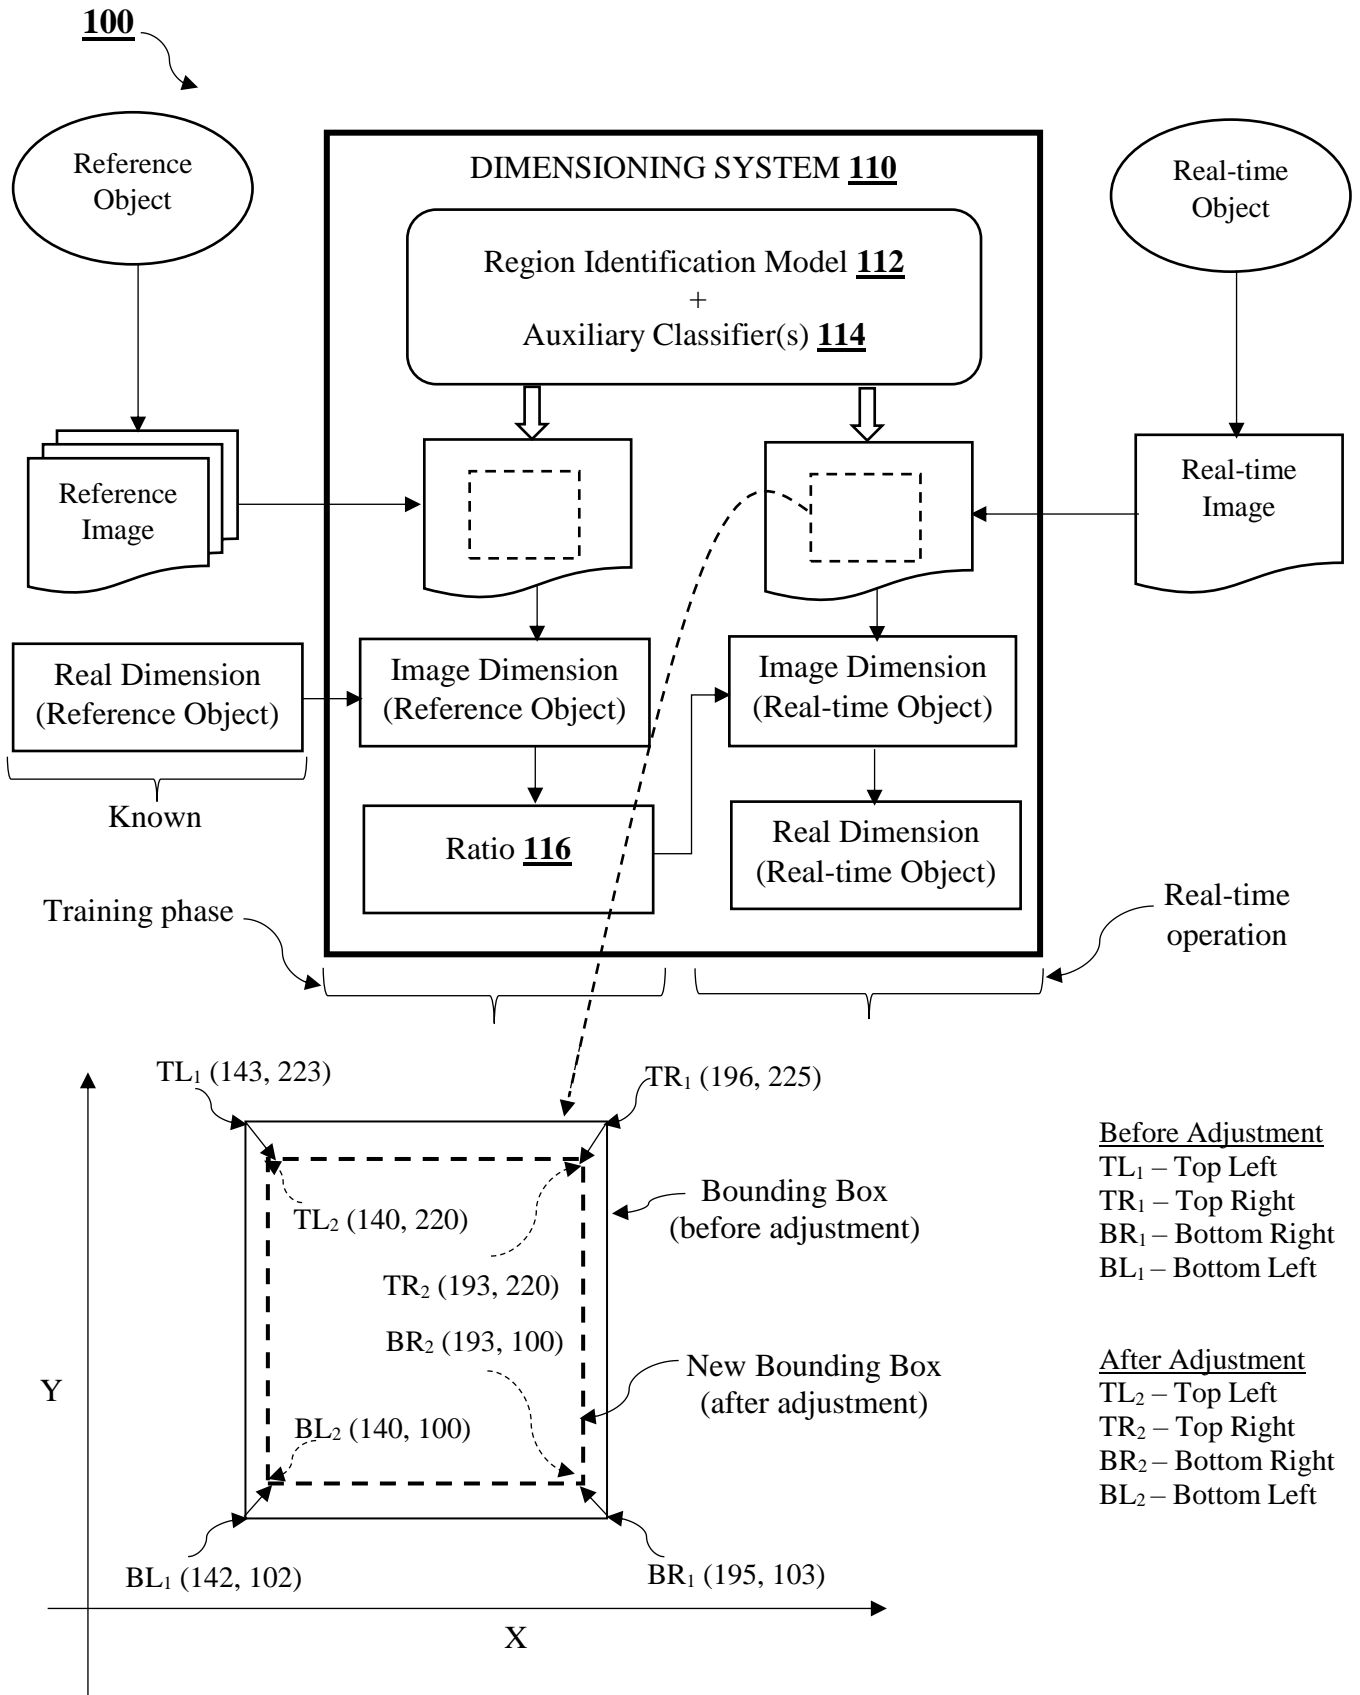 100
Reference
Object
DIMENSIONING SYSTEM 110
Real-time
Object
Region Identification Model 112
+
Auxiliary Classifier(s) 114
Reference
Image
Real-time
Image
Real Dimension
(Reference Object)
Image Dimension
(Reference Object)
Image Dimension
(Real-time Object)
Known
Ratio 116
Real Dimension
(Real-time Object)
Training phase
Real-time
operation
TL₁ (143, 223)
TR₁ (196, 225)
TL₂ (140, 220)
TR₂ (193, 220)
BR₂ (193, 100)
BL₂ (140, 100)
BL₁ (142, 102)
BR₁ (195, 103)
Bounding Box
(before adjustment)
New Bounding Box
(after adjustment)
Y
X
Before Adjustment
TL₁ – Top Left
TR₁ – Top Right
BR₁ – Bottom Right
BL₁ – Bottom Left
After Adjustment
TL₂ – Top Left
TR₂ – Top Right
BR₂ – Bottom Right
BL₂ – Bottom Left